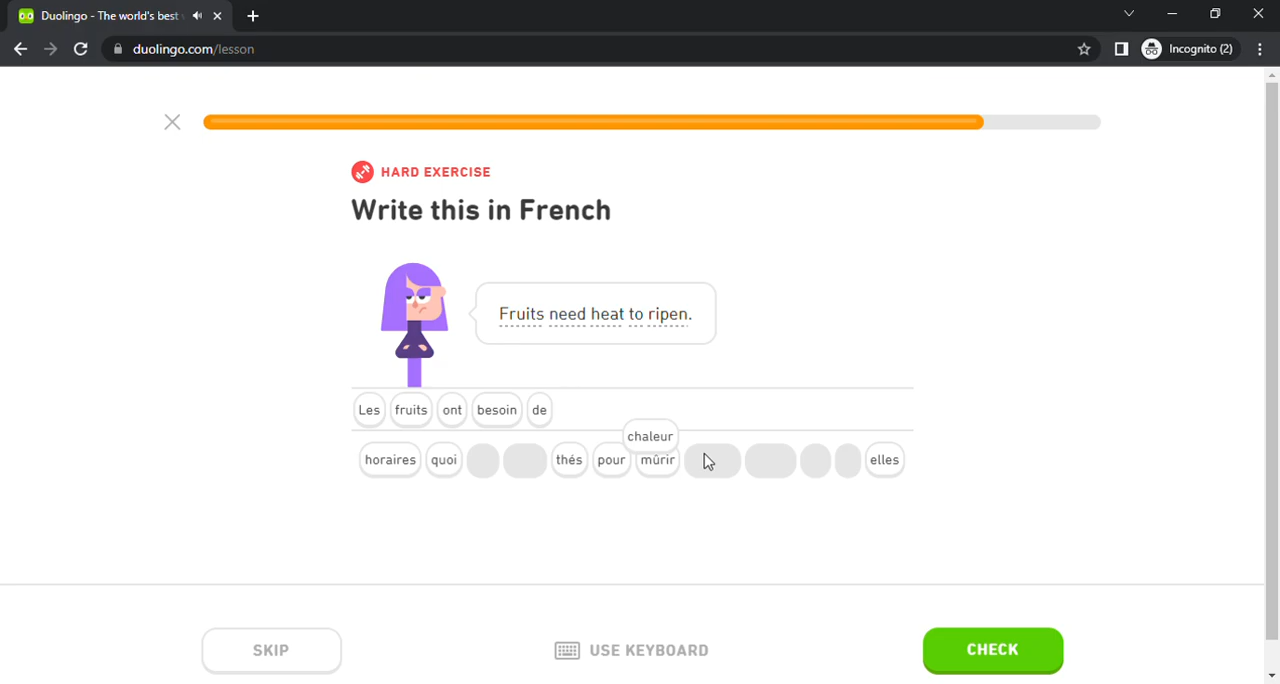 Duolingo - The world's best
duolingo.com/lesson
Incognito (2)
HARD EXERCISE
Write this in French
Fruits need heat to ripen.
Les fruits ont besoin de
chaleur
horaires quoi thés pour mûrir elles
SKIP
USE KEYBOARD
CHECK